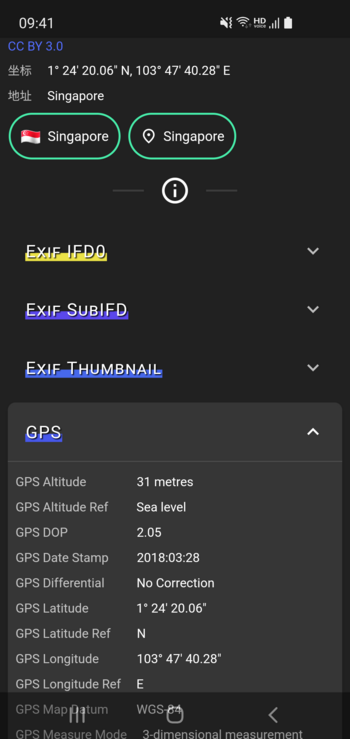 09:41
HD
CC BY 3.0
坐标 1° 24' 20.06" N, 103° 47' 40.28" E
地址 Singapore
Singapore Singapore
Exif IFD0
Exif SubIFD
Exif Thumbnail
GPS
GPS Altitude 31 metres
GPS Altitude Ref Sea level
GPS DOP 2.05
GPS Date Stamp 2018:03:28
GPS Differential No Correction
GPS Latitude 1° 24' 20.06"
GPS Latitude Ref N
GPS Longitude 103° 47' 40.28"
GPS Longitude Ref E
GPS Map Datum WGS-84
GPS Measure Mode 3-dimensional measurement